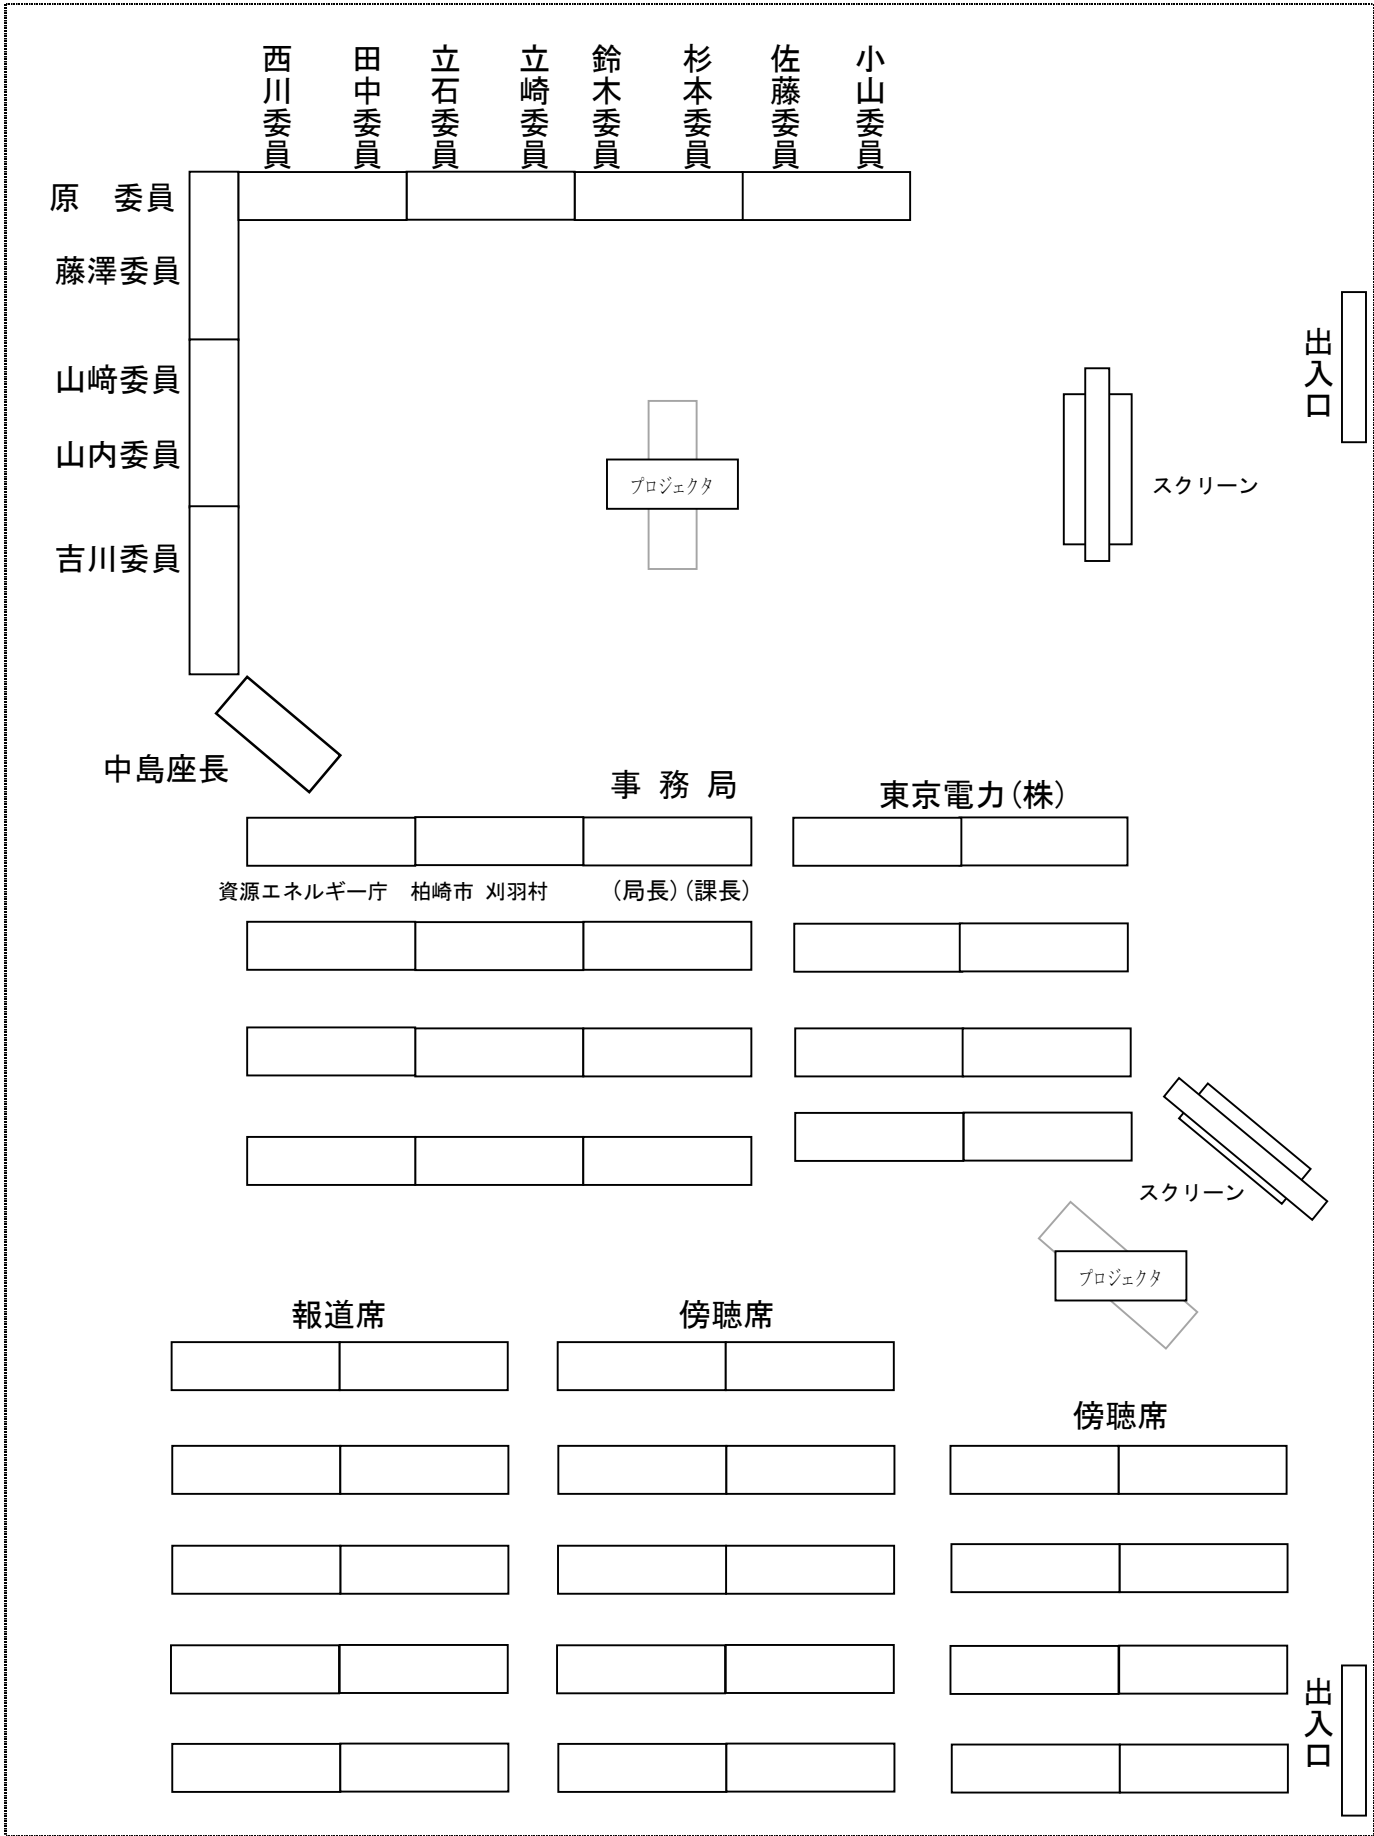 西川委員
田中委員
立石委員
立崎委員
鈴木委員
杉本委員
佐藤委員
小山委員
原　委員
藤澤委員
山﨑委員
山内委員
吉川委員
中島座長
プロジェクタ
スクリーン
出入口
事 務 局
東京電力(株)
資源エネルギー庁　柏崎市 刈羽村　(局長)(課長)
スクリーン
プロジェクタ
報道席
傍聴席
傍聴席
出入口